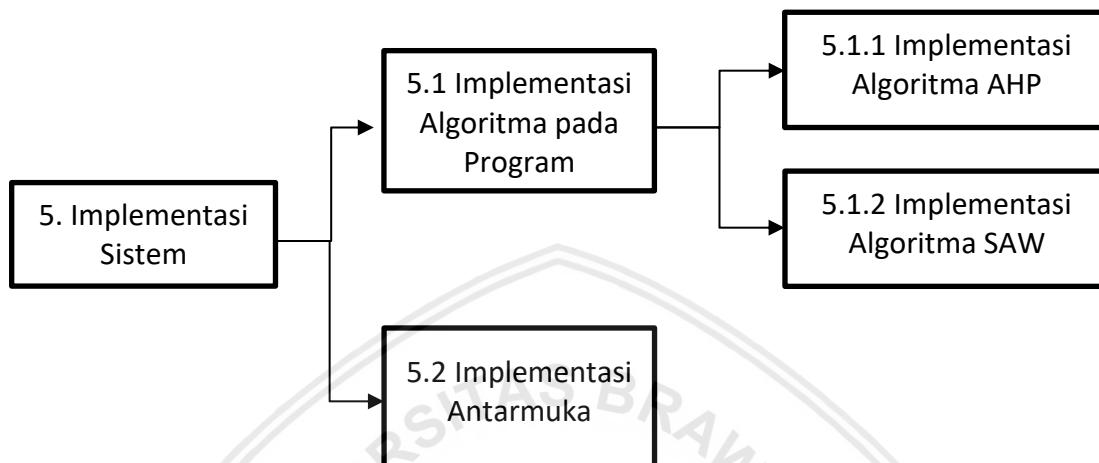 5. Implementasi
Sistem
5.1 Implementasi
Algoritma pada
Program
5.1.1 Implementasi
Algoritma AHP
5.1.2 Implementasi
Algoritma SAW
5.2 Implementasi
Antarmuka